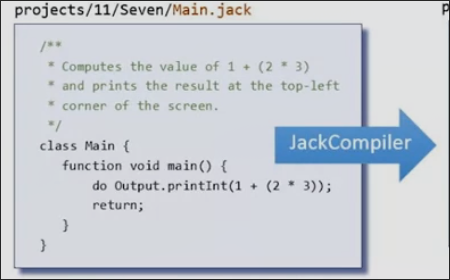 projects/11/Seven/Main.jack
/**
* Computes the value of 1 + (2 * 3)
* and prints the result at the top-left
* corner of the screen.
*/
class Main {
function void main() {
do Output.printInt(1 + (2 * 3));
return;
}
}
JackCompiler